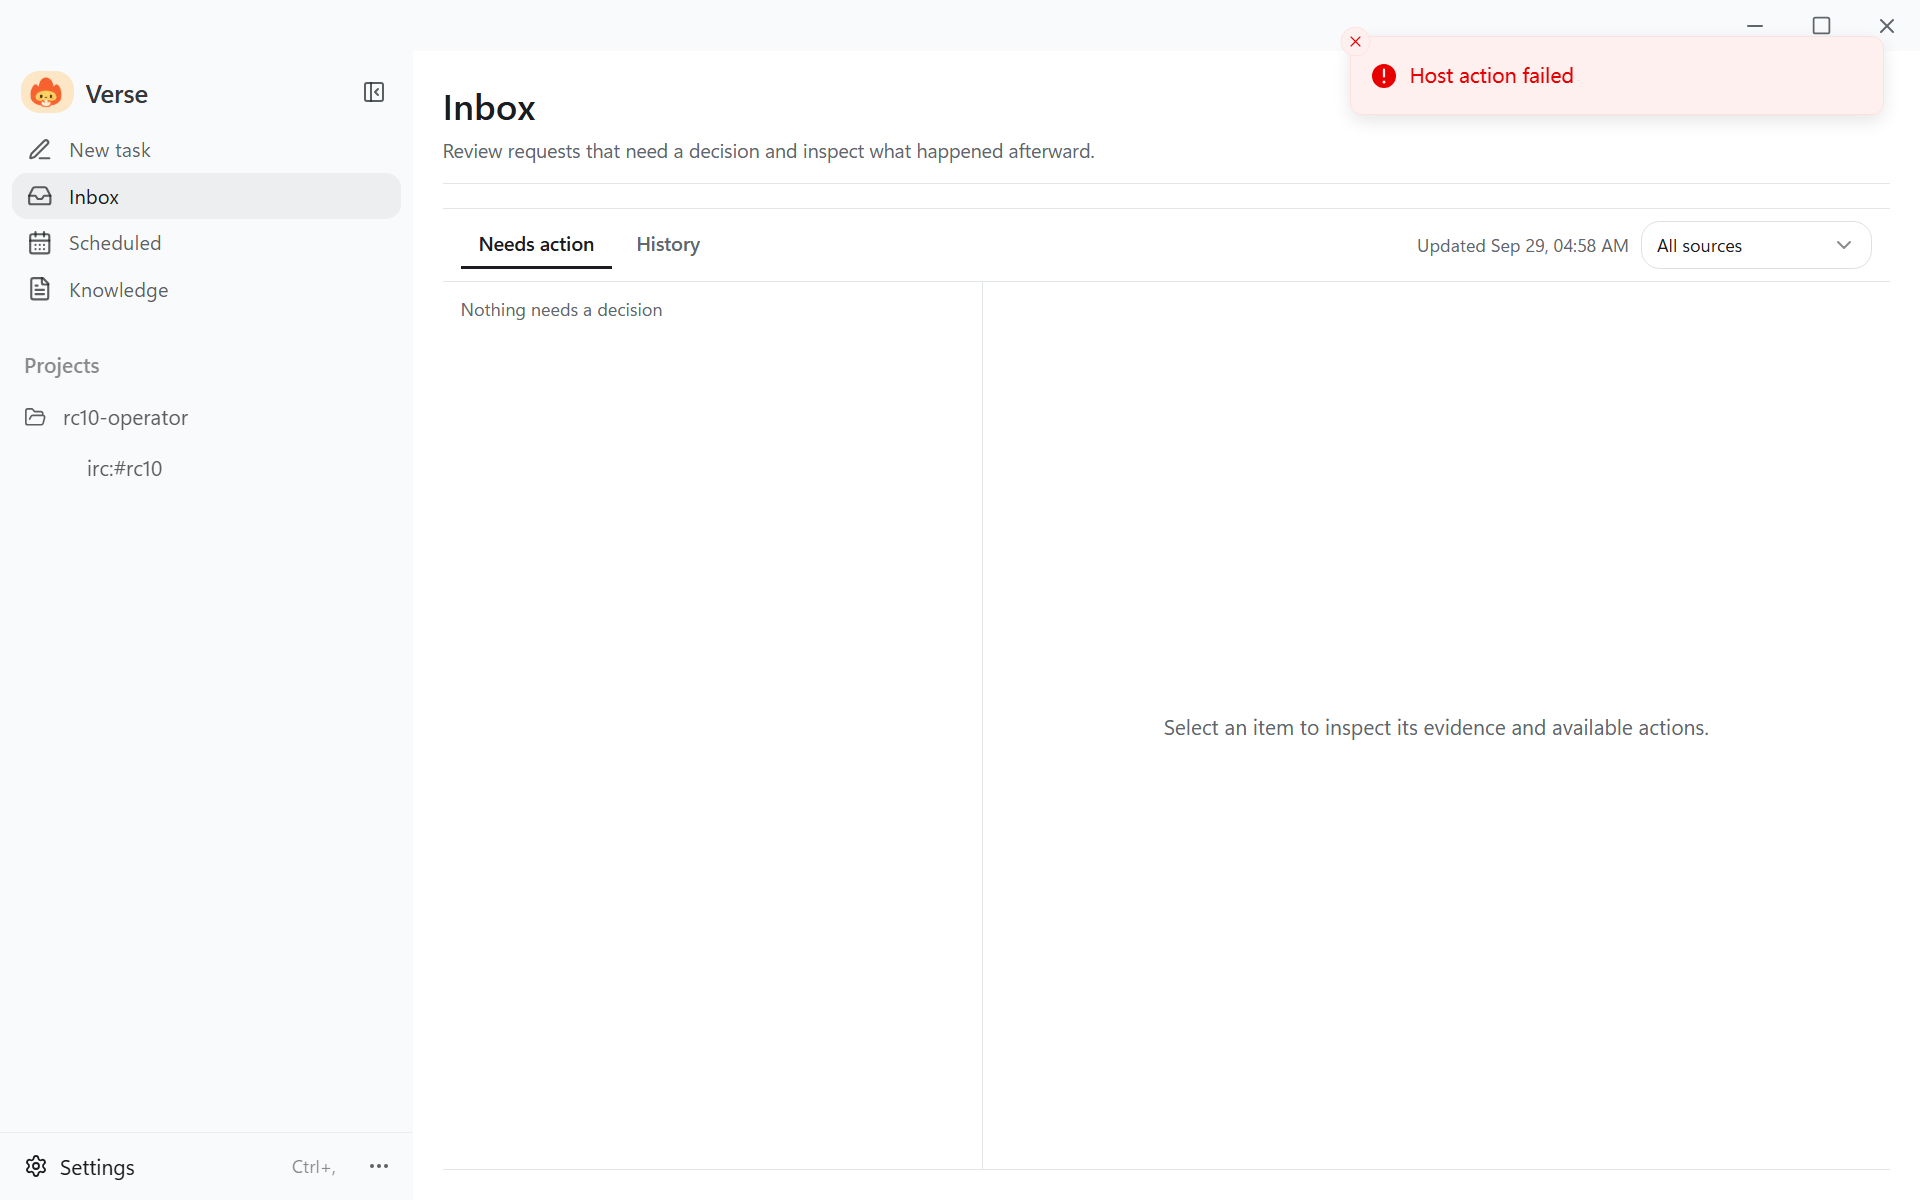 Host action failed
Verse
New task
Inbox
Scheduled
Knowledge
Projects
rc10-operator
irc:#rc10
Settings
Ctrl+,
Inbox
Review requests that need a decision and inspect what happened afterward.
Needs action
History
Updated Sep 29, 04:58 AM
All sources
Nothing needs a decision
Select an item to inspect its evidence and available actions.